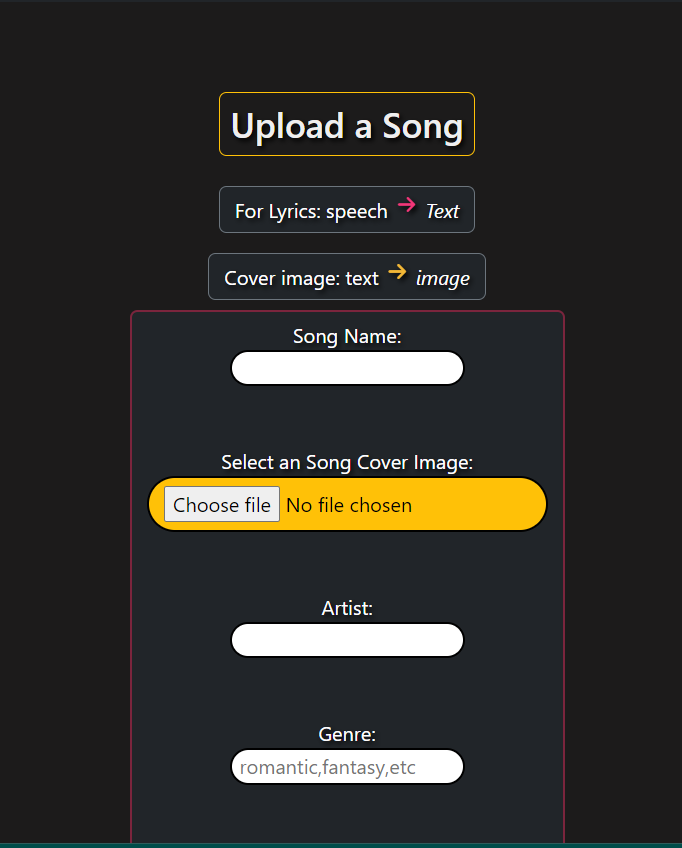 Upload a Song
For Lyrics: speech → Text
Cover image: text → image
Song Name:
Select an Song Cover Image:
Choose file No file chosen
Artist:
Genre:
romantic,fantasy,etc